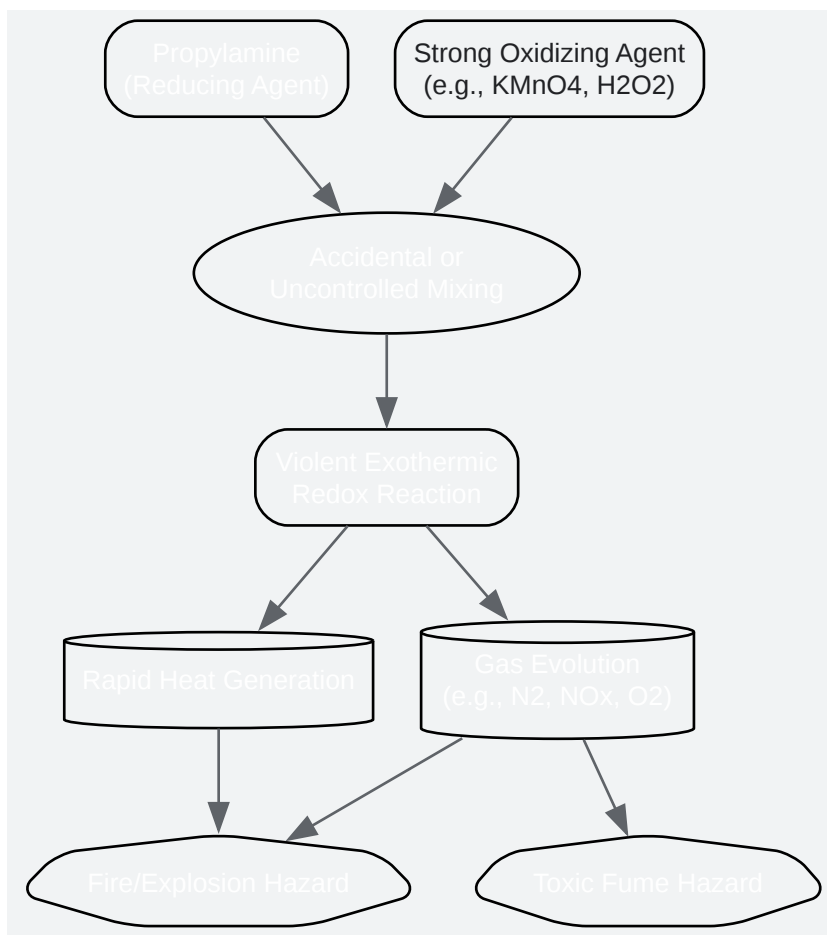 Propylamine
(Reducing Agent)
Strong Oxidizing Agent
(e.g., KMnO4, H2O2)
Accidental or
Uncontrolled Mixing
Violent Exothermic
Redox Reaction
Rapid Heat Generation
Gas Evolution
(e.g., N2, NOx, O2)
Fire/Explosion Hazard
Toxic Fume Hazard